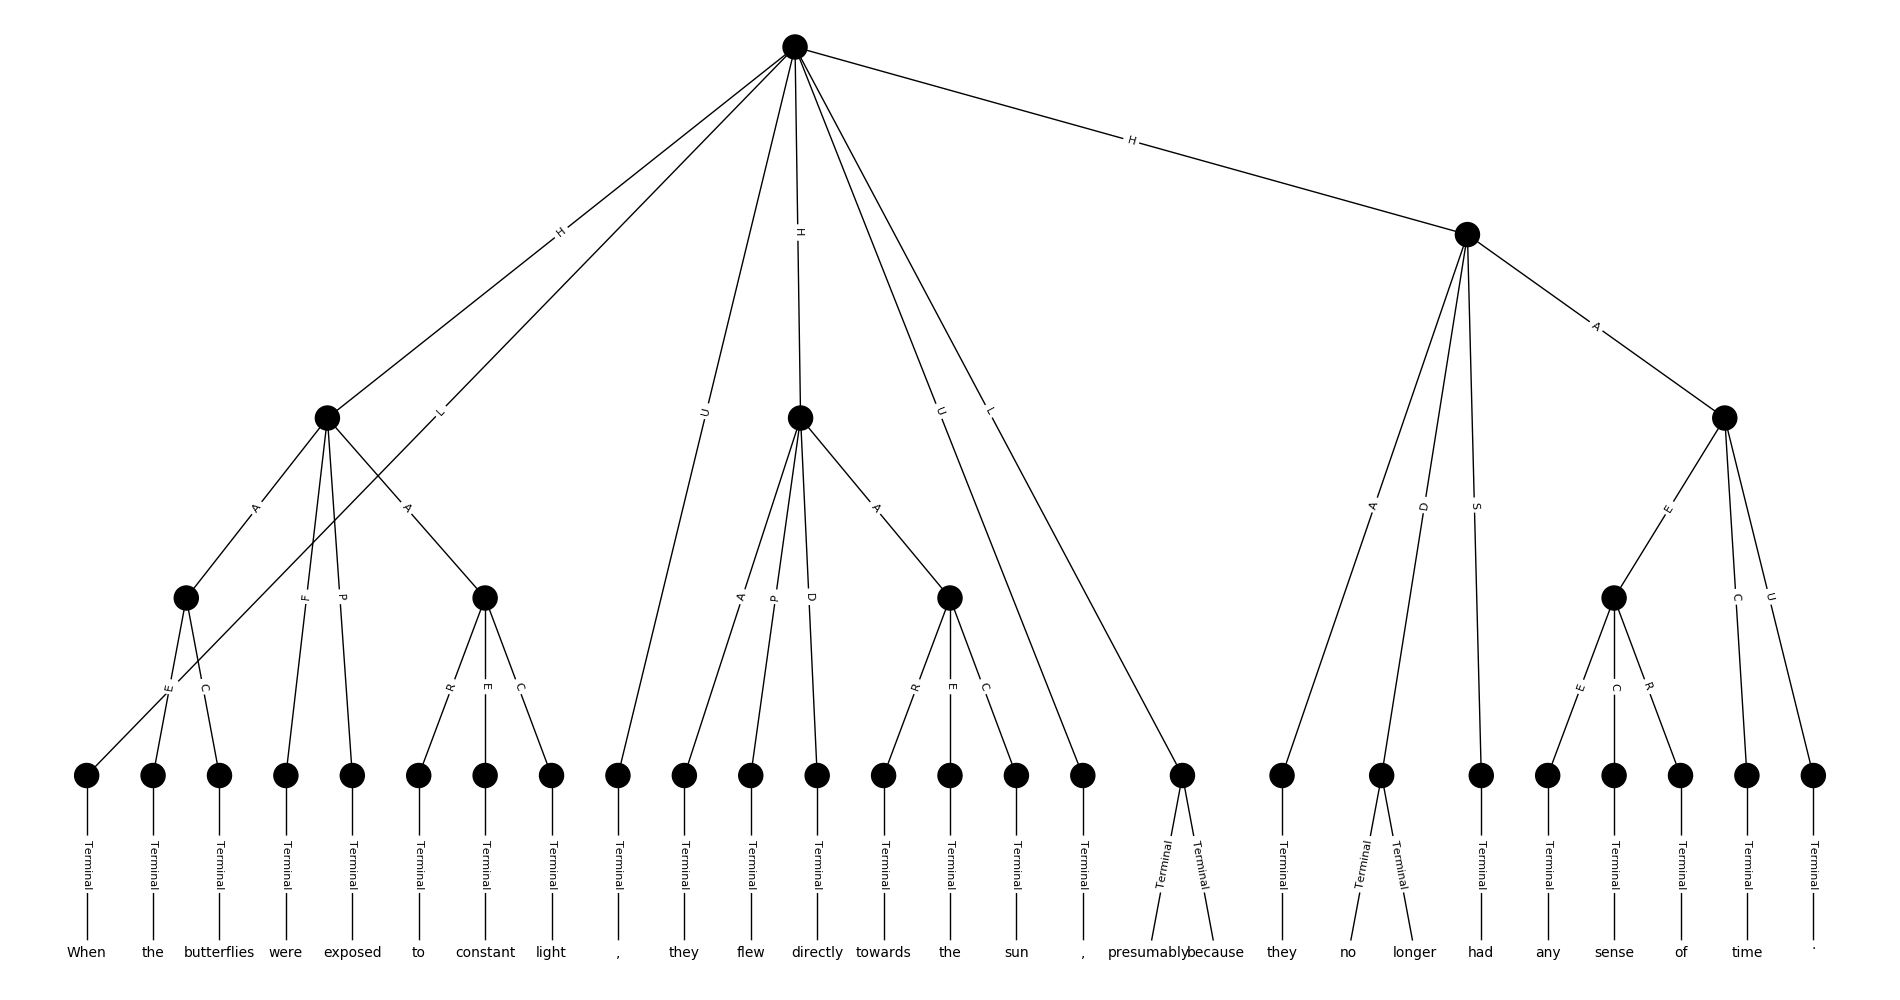 H
H
H
A
L
U
U
L
A
A
A
D
S
E
A
F
P
A
P
D
C
U
E
C
R
E
C
R
E
C
E
C
R
Terminal Terminal Terminal Terminal Terminal Terminal Terminal Terminal Terminal Terminal Terminal Terminal Terminal Terminal Terminal Terminal Terminal Terminal Terminal Terminal Terminal Terminal Terminal Terminal Terminal Terminal Terminal
When the butterflies were exposed to constant light , they flew directly towards the sun , presumably because they no longer had any sense of time .